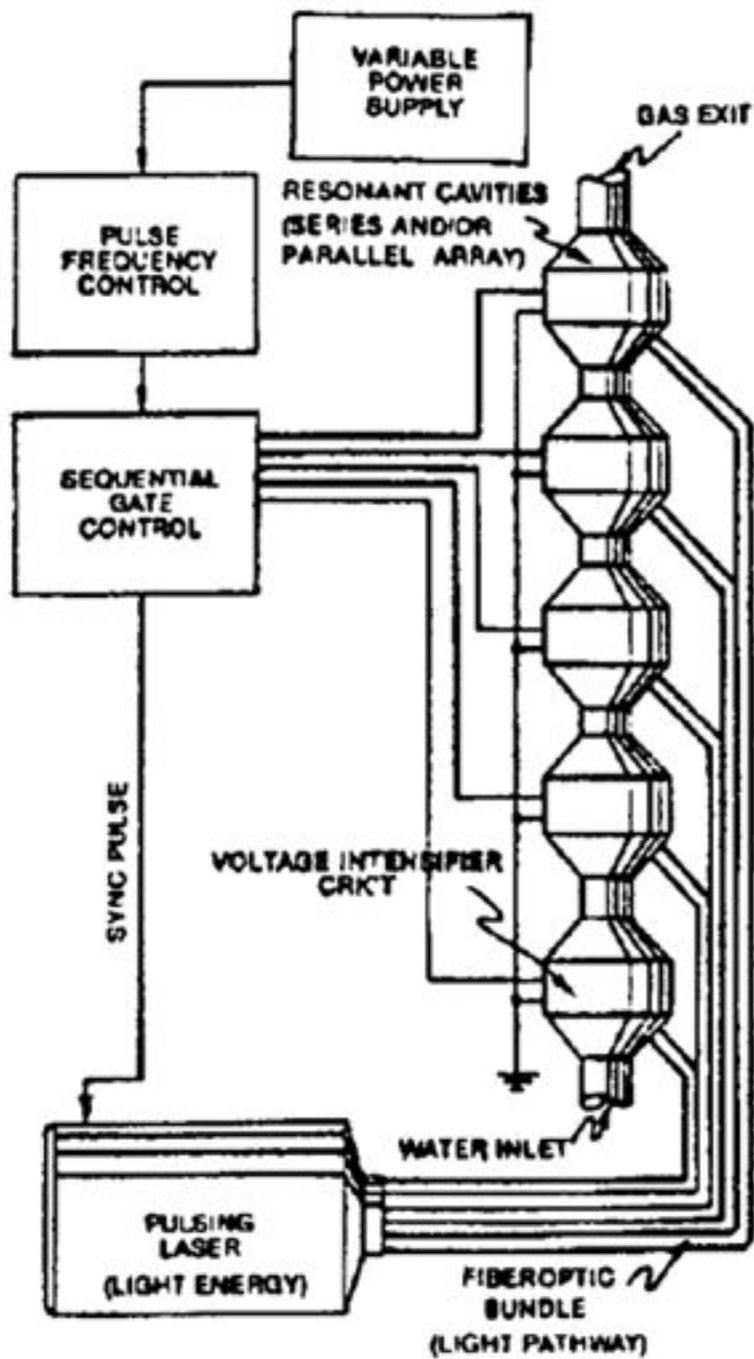 VARIABLE
POWER
SUPPLY
GAS EXIT
RESONANT CAVITIES
(SERIES AND/OR
PARALLEL ARRAY)
PULSE
FREQUENCY
CONTROL
SEQUENTIAL
GATE
CONTROL
SYNC PULSE
VOLTAGE INTENSIFIER
CRK'T
WATER INLET
PULSING
LASER
(LIGHT ENERGY)
FIBEROPTIC
BUNDLE
(LIGHT PATHWAY)